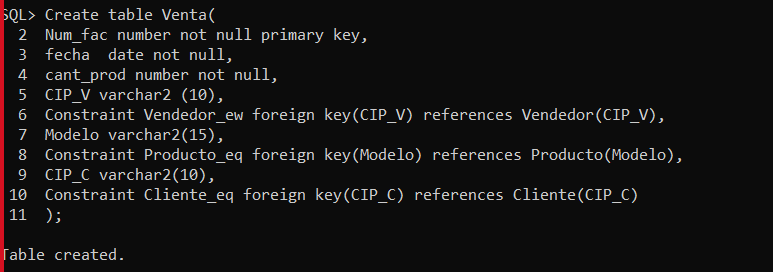 SQL> Create table Venta(
2 Num_fac number not null primary key,
3 fecha  date not null,
4 cant_prod number not null,
5 CIP_V varchar2 (10),
6 Constraint Vendedor_ew foreign key(CIP_V) references Vendedor(CIP_V),
7 Modelo varchar2(15),
8 Constraint Producto_eq foreign key(Modelo) references Producto(Modelo),
9 CIP_C varchar2(10),
10 Constraint Cliente_eq foreign key(CIP_C) references Cliente(CIP_C)
11 );
Table created.